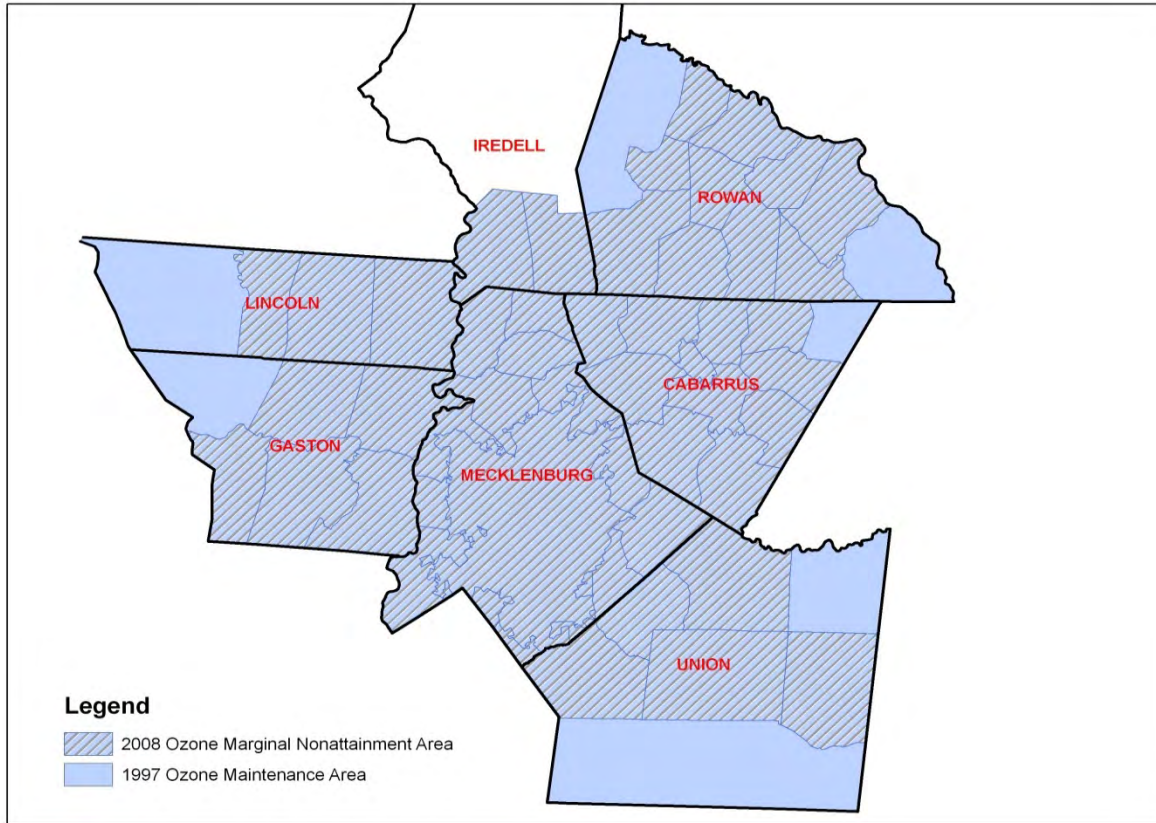 IREDELL
ROWAN
LINCOLN
CABARRUS
GASTON
MECKLENBURG
UNION
Legend
2008 Ozone Marginal Nonattainment Area
1997 Ozone Maintenance Area